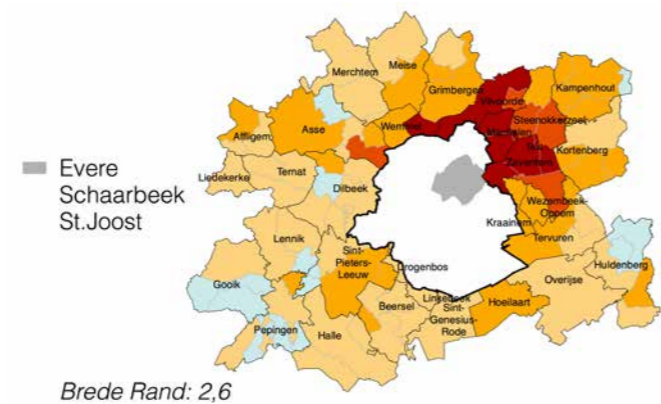 Meise
Merchtem
Grimbergen
Kampenhout
Vilvoorde
Asse
Wemmel
Steenokkerzeel
Machelen
Affligem
Kortenberg
Zaventem
Evere
Schaarbeek
St.Joost
Liedekerke
Ternat
Dilbeek
Wezembeek-
Oppem
Kraainem
Tervuren
Lennik
Sint-
Pieters-
Leeuw
Huldenberg
Gooik
Drogenbos
Overijse
Linkebeek
Hoeilaart
Beersel
Sint-
Genesius-
Rode
Pepingen
Halle
Brede Rand: 2,6